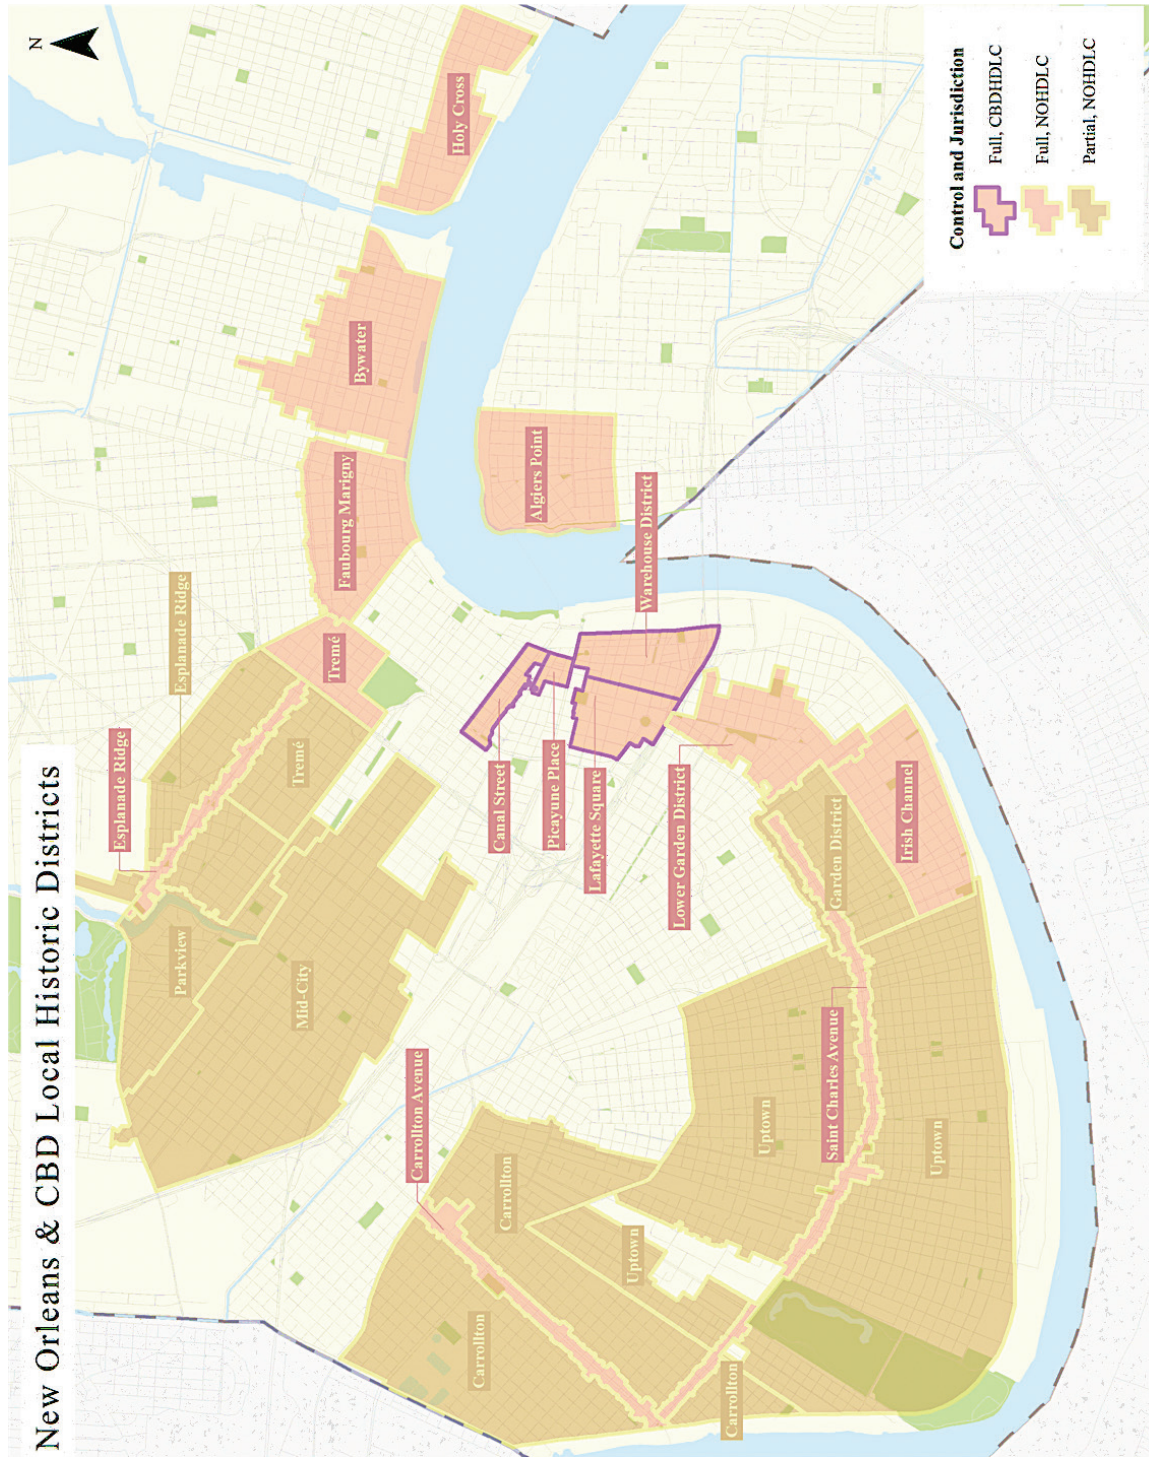 New Orleans & CBD Local Historic Districts
N
Esplanade Ridge
Esplanade Ridge
Parkview
Tremé
Tremé
Mid-City
Faubourg Marigny
Bywater
Holy Cross
Algiers Point
Carrollton Avenue
Canal Street
Picayune Place
Lafayette Square
Warehouse District
Lower Garden District
Carrollton
Carrollton
Carrollton
Uptown
Uptown
Uptown
Saint Charles Avenue
Garden District
Irish Channel
Control and Jurisdiction
Full, CBDHDLC
Full, NOHDLC
Partial, NOHDLC